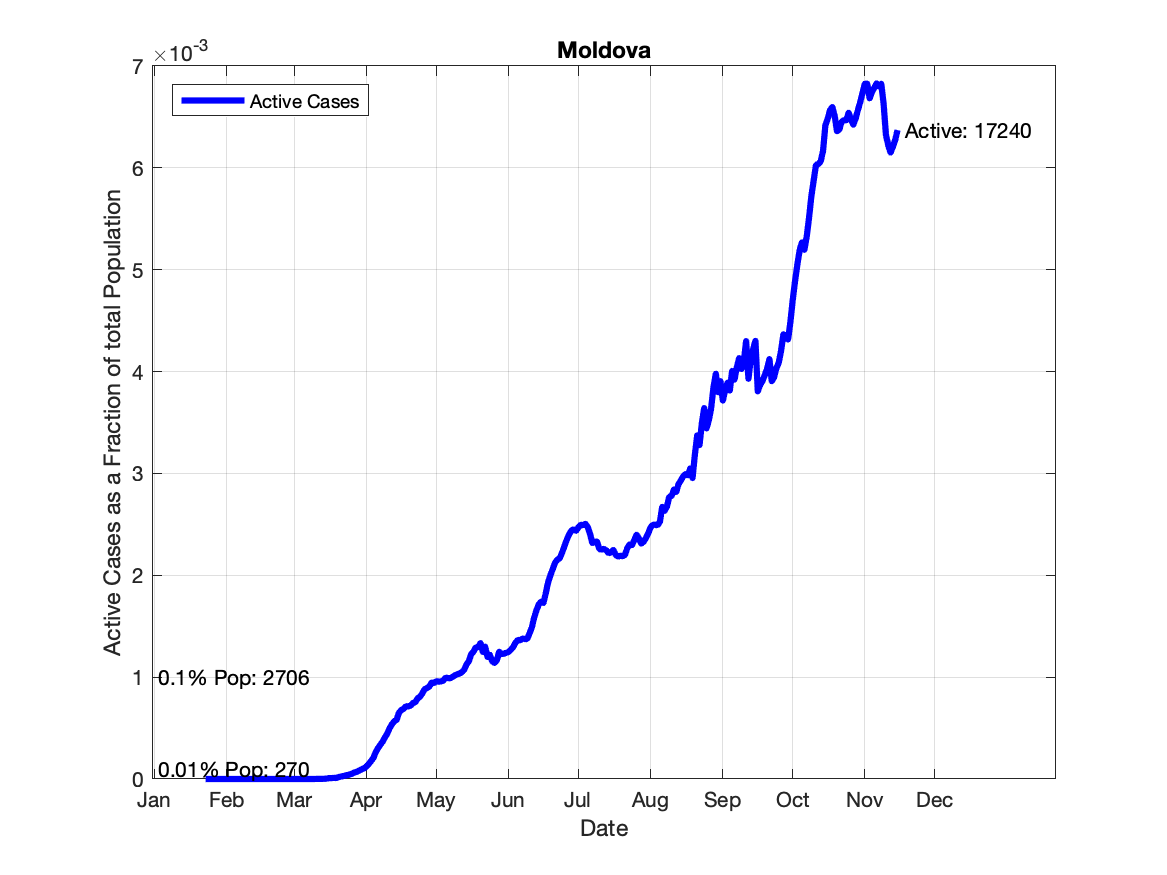 Moldova
×10-3
7
6
5
4
3
2
1
0
Active Cases
Active: 17240
0.1% Pop: 2706
0.01% Pop: 270
Active Cases as a Fraction of total Population
Jan Feb Mar Apr May Jun Jul Aug Sep Oct Nov Dec
Date